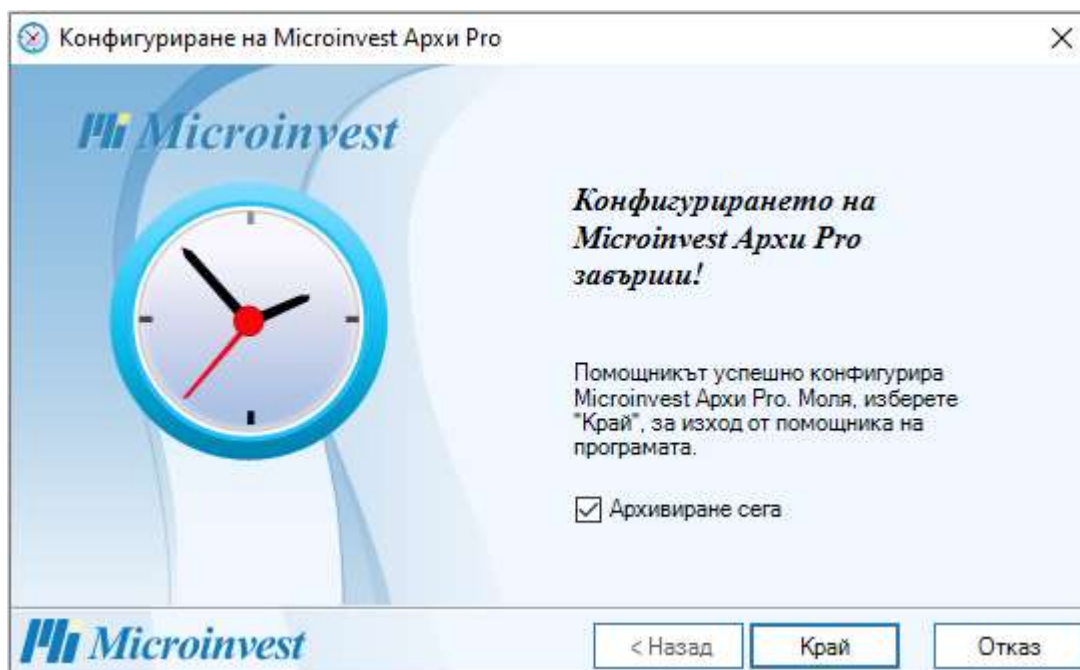 Конфигуриране на Microinvest Архи Pro
Microinvest
Конфигурирането на
Microinvest Архи Pro
завърши!
Помощникът успешно конфигурира
Microinvest Архи Pro. Моля, изберете
"Край", за изход от помощника на
програмата.
Архивиране сега
Microinvest
< Назад
Край
Отказ